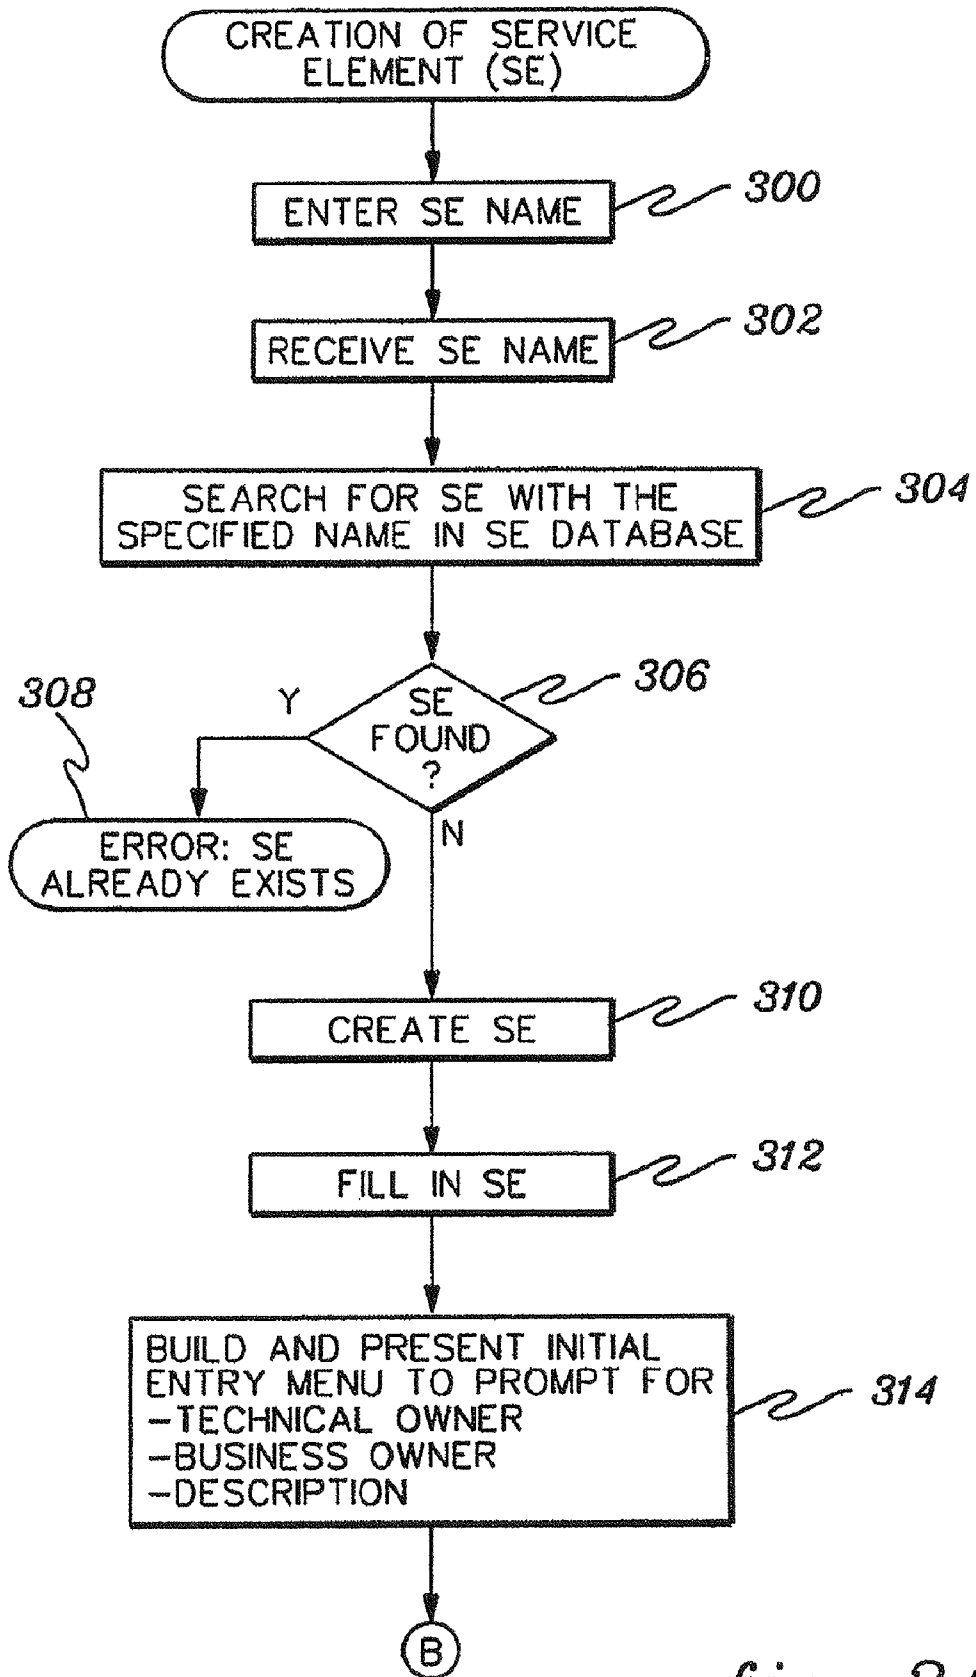 CREATION OF SERVICE
ELEMENT (SE)
ENTER SE NAME
300
RECEIVE SE NAME
302
SEARCH FOR SE WITH THE
SPECIFIED NAME IN SE DATABASE
304
SE
FOUND
?
306
Y
308
ERROR: SE
ALREADY EXISTS
N
CREATE SE
310
FILL IN SE
312
BUILD AND PRESENT INITIAL
ENTRY MENU TO PROMPT FOR
-TECHNICAL OWNER
-BUSINESS OWNER
-DESCRIPTION
314
B